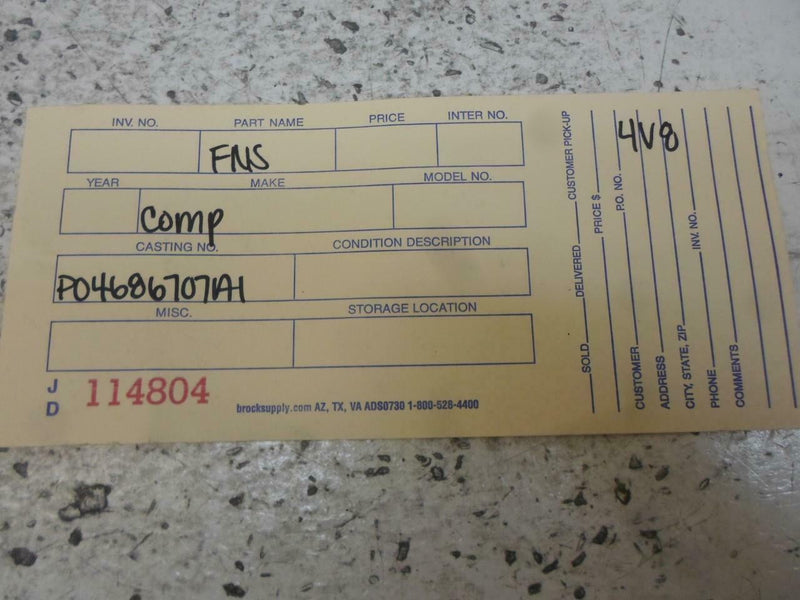 INV. NO. PART NAME PRICE INTER NO.
FNS
YEAR MAKE MODEL NO.
Comp
CASTING NO. CONDITION DESCRIPTION
P04686707AI
MISC. STORAGE LOCATION
J
D
114804
brocksupply.com AZ, TX, VA ADS0730 1-800-528-4400
SOLD DELIVERED CUSTOMER PICK-UP
PRICE $
CUSTOMER P.O. NO.
4V8
ADDRESS
CITY, STATE, ZIP INV. NO.
PHONE
COMMENTS